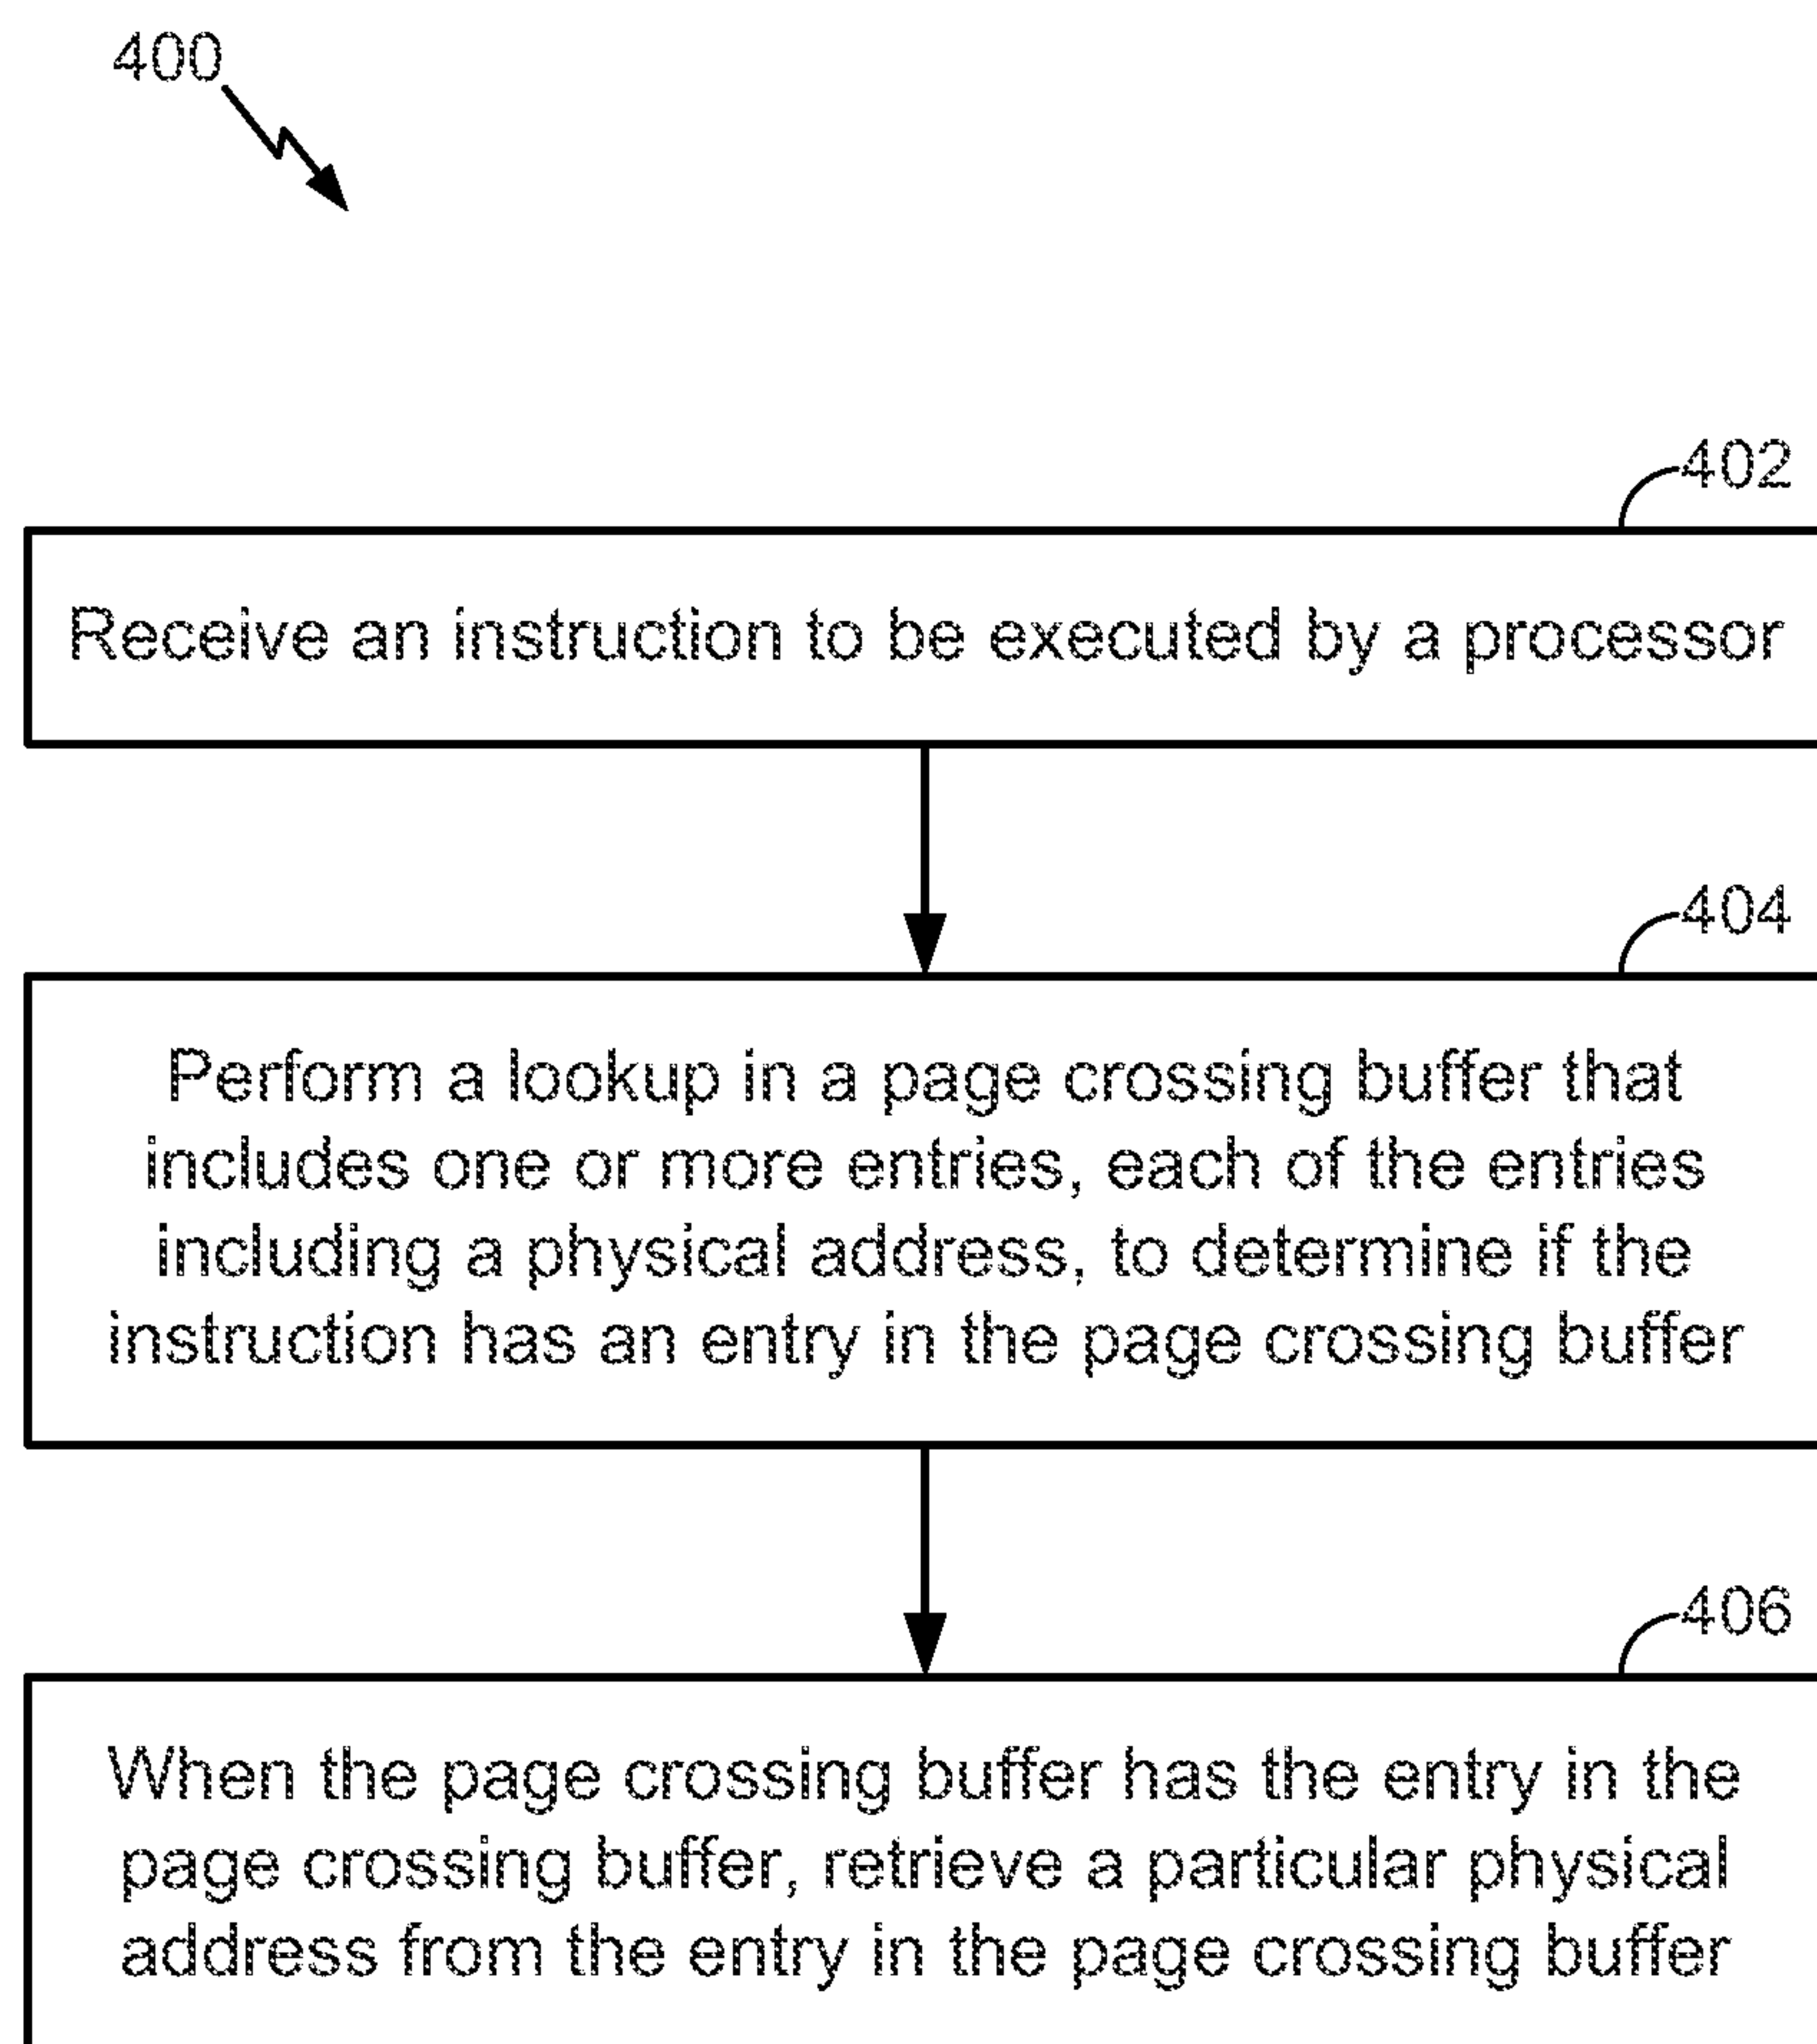 400
402
Receive an instruction to be executed by a processor
404
Perform a lookup in a page crossing buffer that
includes one or more entries, each of the entries
including a physical address, to determine if the
instruction has an entry in the page crossing buffer
406
When the page crossing buffer has the entry in the
page crossing buffer, retrieve a particular physical
address from the entry in the page crossing buffer